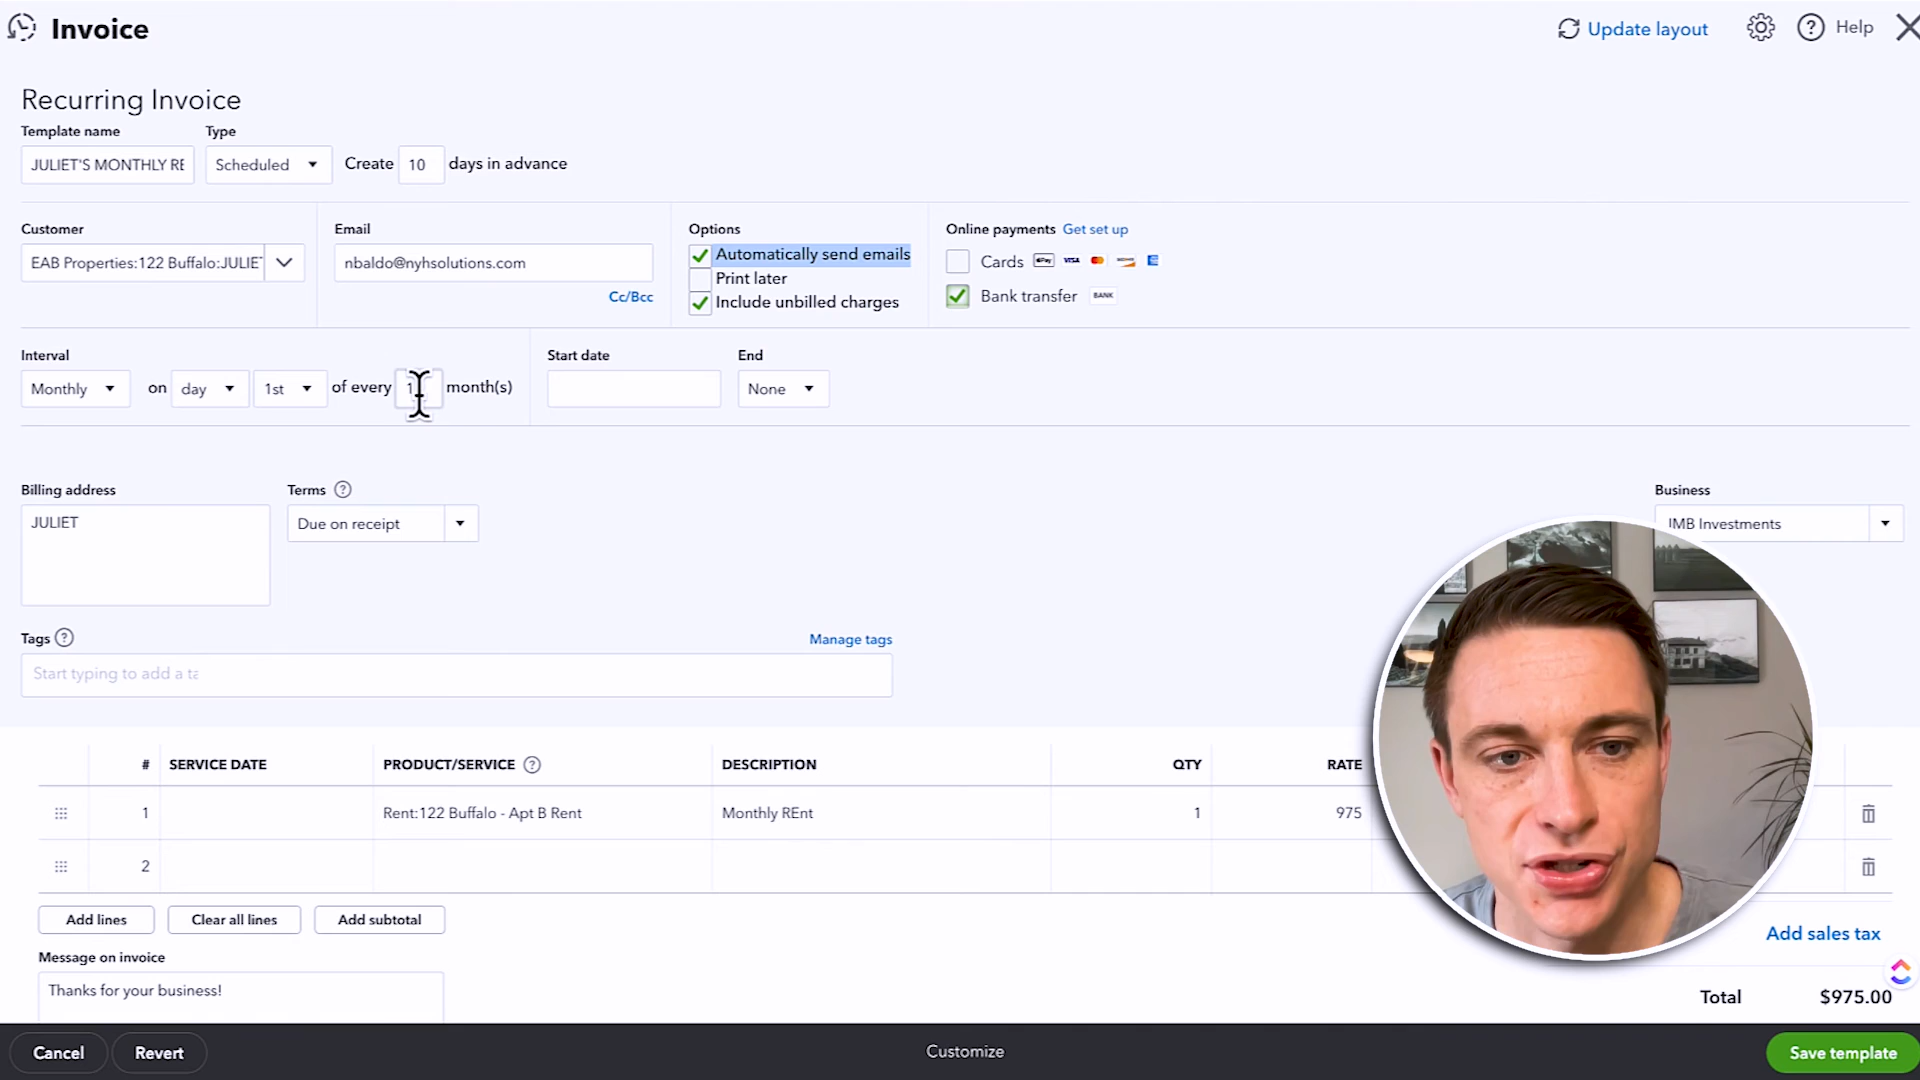 Invoice
Update layout
Help
Recurring Invoice
Template name
Type
JULIET'S MONTHLY RE
Scheduled
Create 10 days in advance
Customer
Email
Options
Online payments Get set up
EAB Properties:122 Buffalo:JULIET
nbaldo@nyhsolutions.com
Cc/Bcc
Automatically send emails
Print later
Include unbilled charges
Cards
Pay
VISA
Bank transfer
BANK
Interval
Start date
End
Monthly
on
day
1st
of every
1
month(s)
None
Billing address
Terms
Business
JULIET
Due on receipt
JMB Investments
Tags
Manage tags
Start typing to add a ta
# SERVICE DATE PRODUCT/SERVICE DESCRIPTION QTY RATE
1 Rent:122 Buffalo - Apt B Rent Monthly REnt 1 975
2
Add lines
Clear all lines
Add subtotal
Add sales tax
Message on invoice
Thanks for your business!
Total $975.00
Cancel
Revert
Customize
Save template